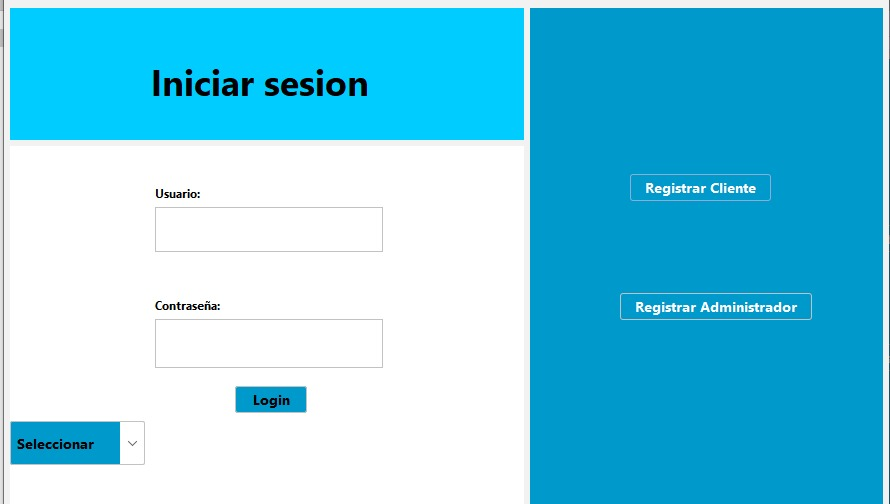 Iniciar sesion
Usuario:
Contraseña:
Login
Seleccionar
Registrar Cliente
Registrar Administrador